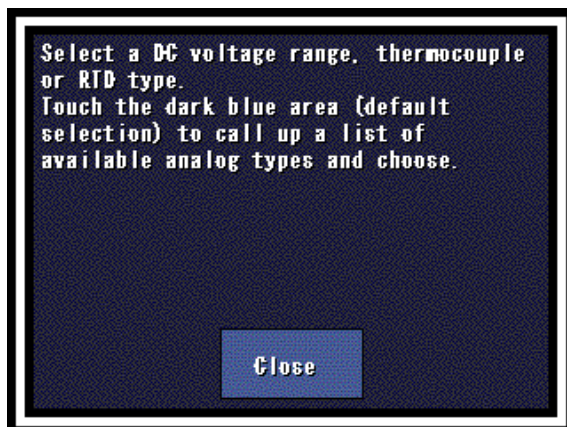 Select a DC voltage range, thermocouple
or RTD type.
Touch the dark blue area (default
selection) to call up a list of
available analog types and choose.
Close